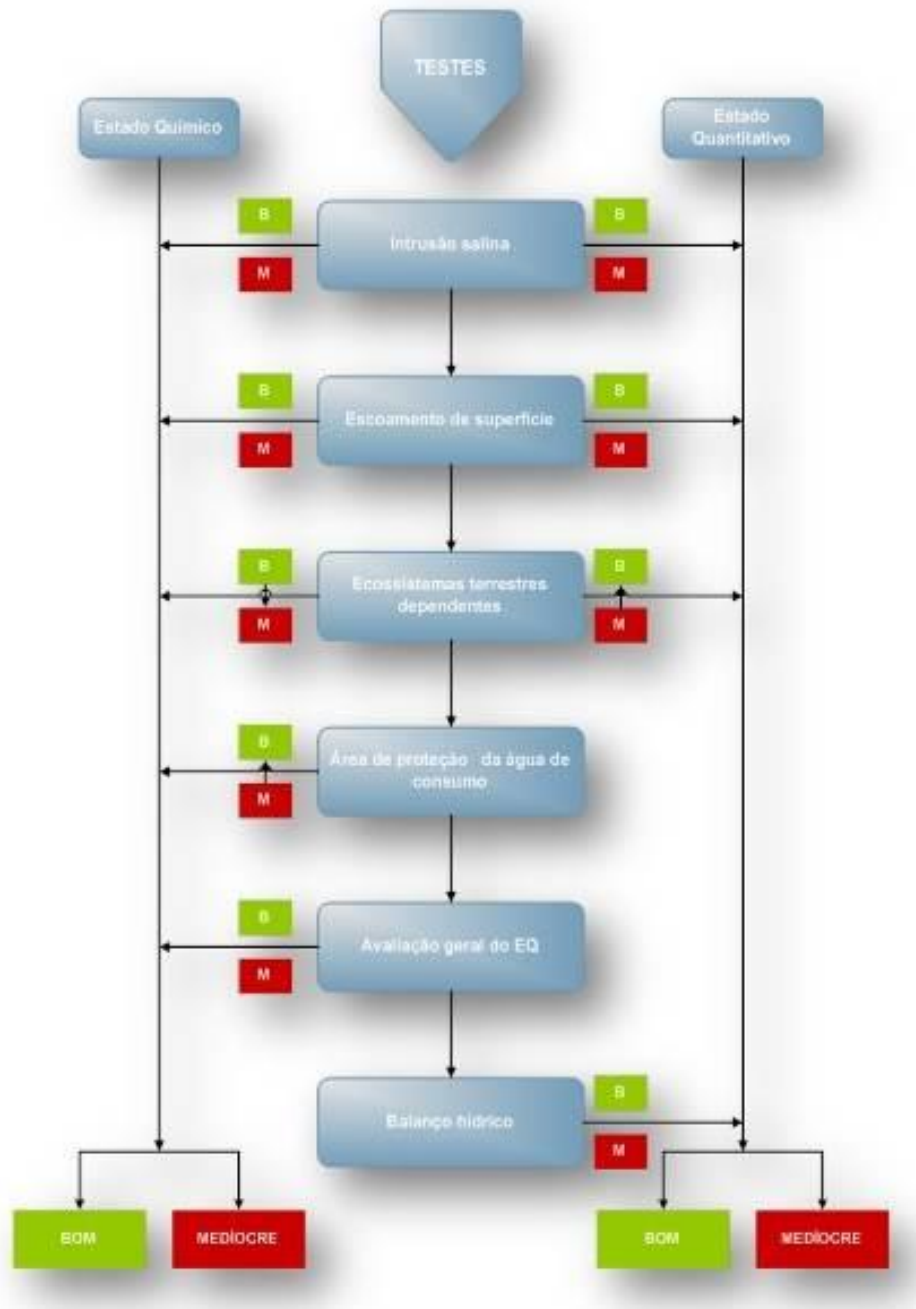 TESTES
Estado Químico
Estado
Quantitativo
B
B
Intrusão salina
M
M
B
B
Escoamento de superfície
M
M
B
B
Ecossistemas terrestres
dependentes
M
M
B
Área de proteção da água de
consumo
M
B
Avaliação geral do EQ
M
B
Balanço hídrico
M
BOM
MEDÍOCRE
BOM
MEDÍOCRE